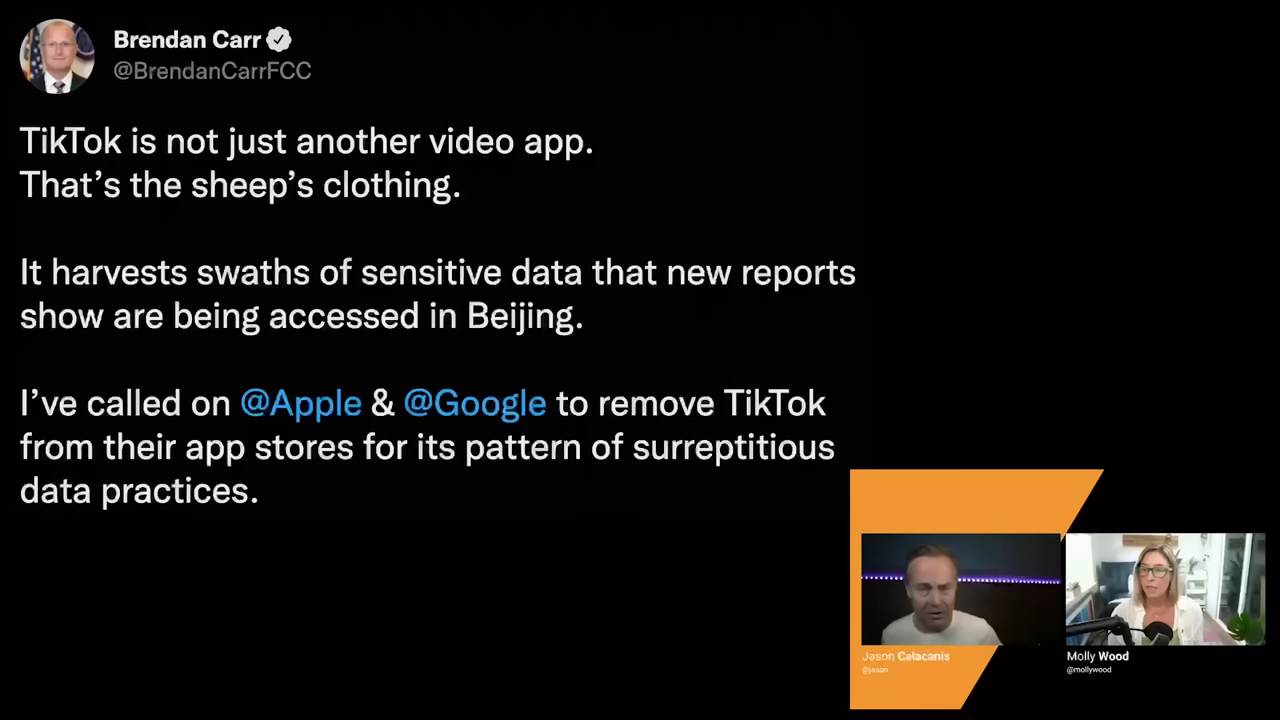 Brendan Carr
@BrendanCarrFCC
TikTok is not just another video app.
That’s the sheep’s clothing.
It harvests swaths of sensitive data that new reports
show are being accessed in Beijing.
I’ve called on @Apple & @Google to remove TikTok
from their app stores for its pattern of surreptitious
data practices.
Jason Calacanis
@jason
Molly Wood
@mollywood